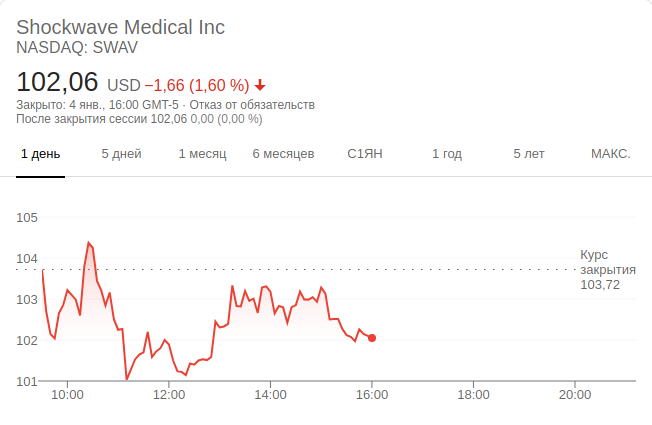 Shockwave Medical Inc
NASDAQ: SWAV
102,06 USD −1,66 (1,60 %)
Закрыто: 4 янв., 16:00 GMT-5 · Отказ от обязательств
После закрытия сессии 102,06 0,00 (0,00 %)
1 день 5 дней 1 месяц 6 месяцев С1ЯН 1 год 5 лет МАКС.
105
104
103
102
101
Курс
закрытия
103,72
10:00 12:00 14:00 16:00 18:00 20:00